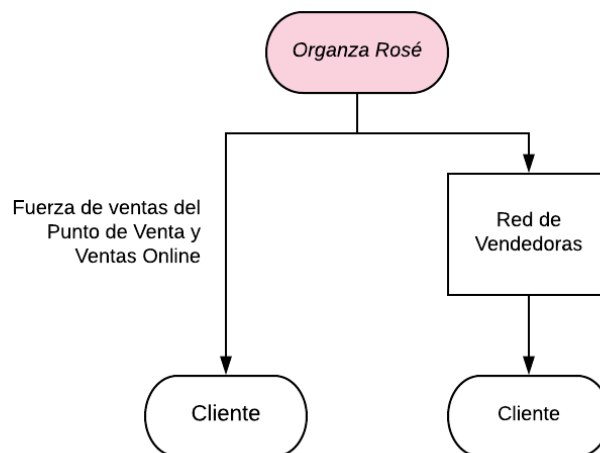 Organza Rosé
Fuerza de ventas del
Punto de Venta y
Ventas Online
Red de
Vendedoras
Cliente
Cliente